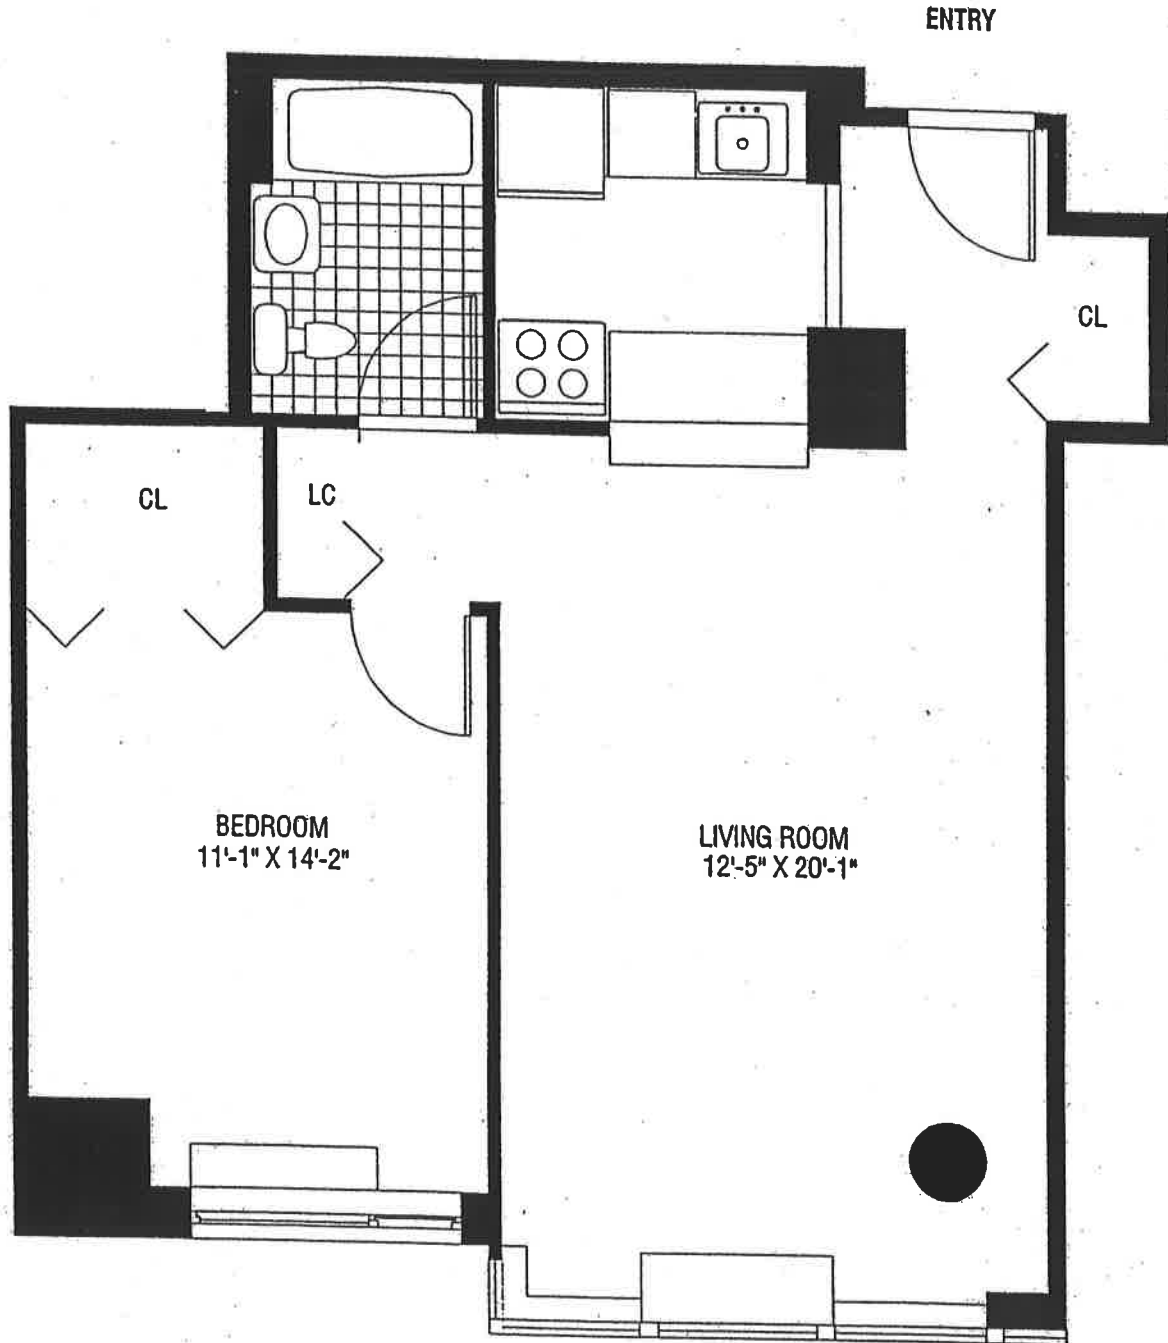 ENTRY
CL
CL
LC
BEDROOM
11'-1" X 14'-2"
LIVING ROOM
12'-5" X 20'-1"